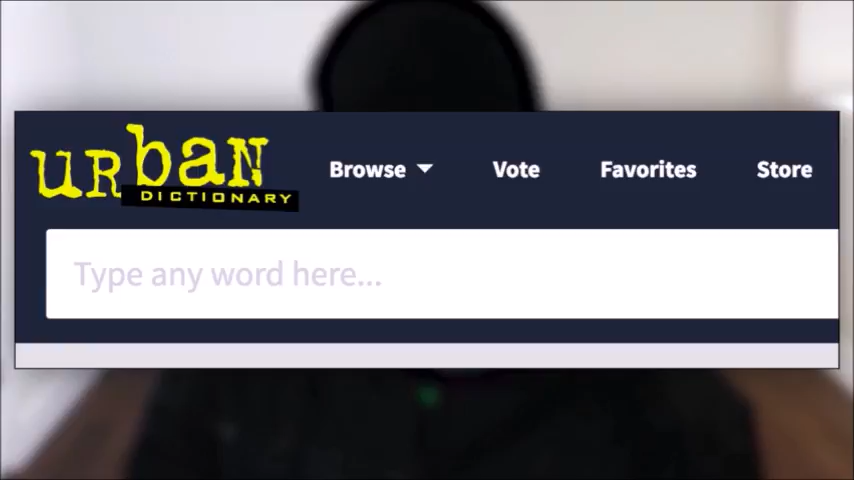 urban
DICTIONARY
Browse
Vote
Favorites
Store
Type any word here...